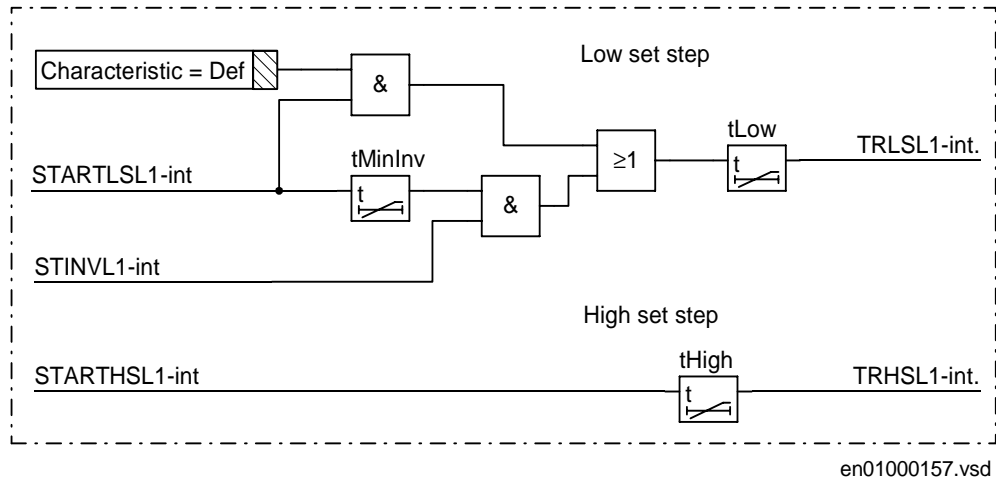 Low set step
Characteristic = Def
&
tLow
tMinInv
≥1
t
TRLSL1-int.
STARTLSL1-int
t
&
STINVL1-int
High set step
tHigh
STARTHSL1-int
t
TRHSL1-int.
en01000157.vsd